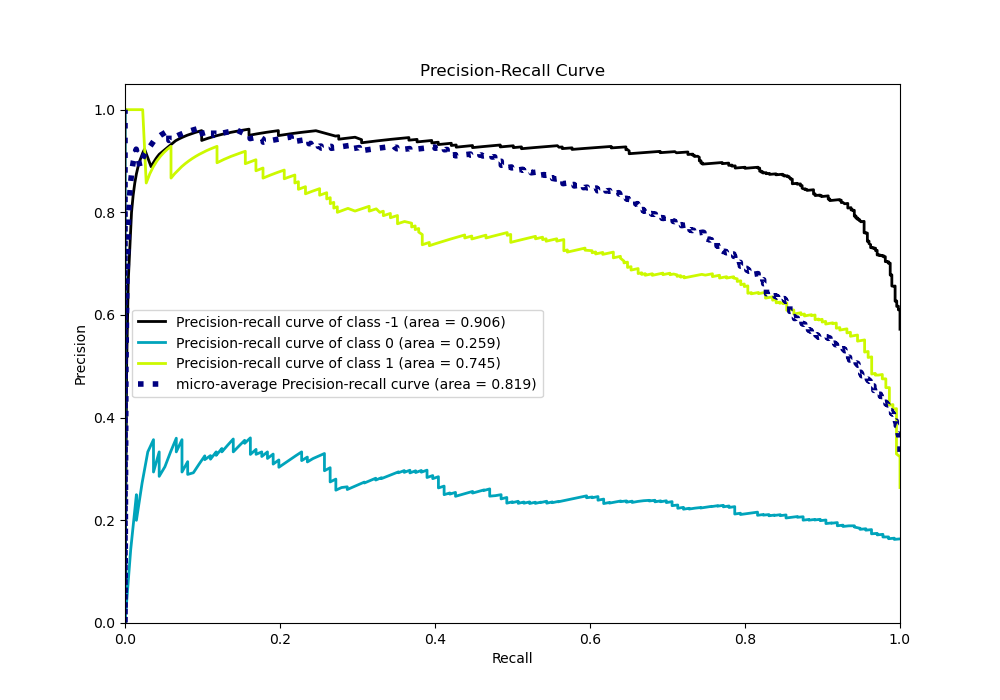 Precision-Recall Curve
1.0
0.8
0.6
0.4
0.2
0.0
Precision
Precision-recall curve of class -1 (area = 0.906)
Precision-recall curve of class 0 (area = 0.259)
Precision-recall curve of class 1 (area = 0.745)
micro-average Precision-recall curve (area = 0.819)
0.0 0.2 0.4 0.6 0.8 1.0
Recall